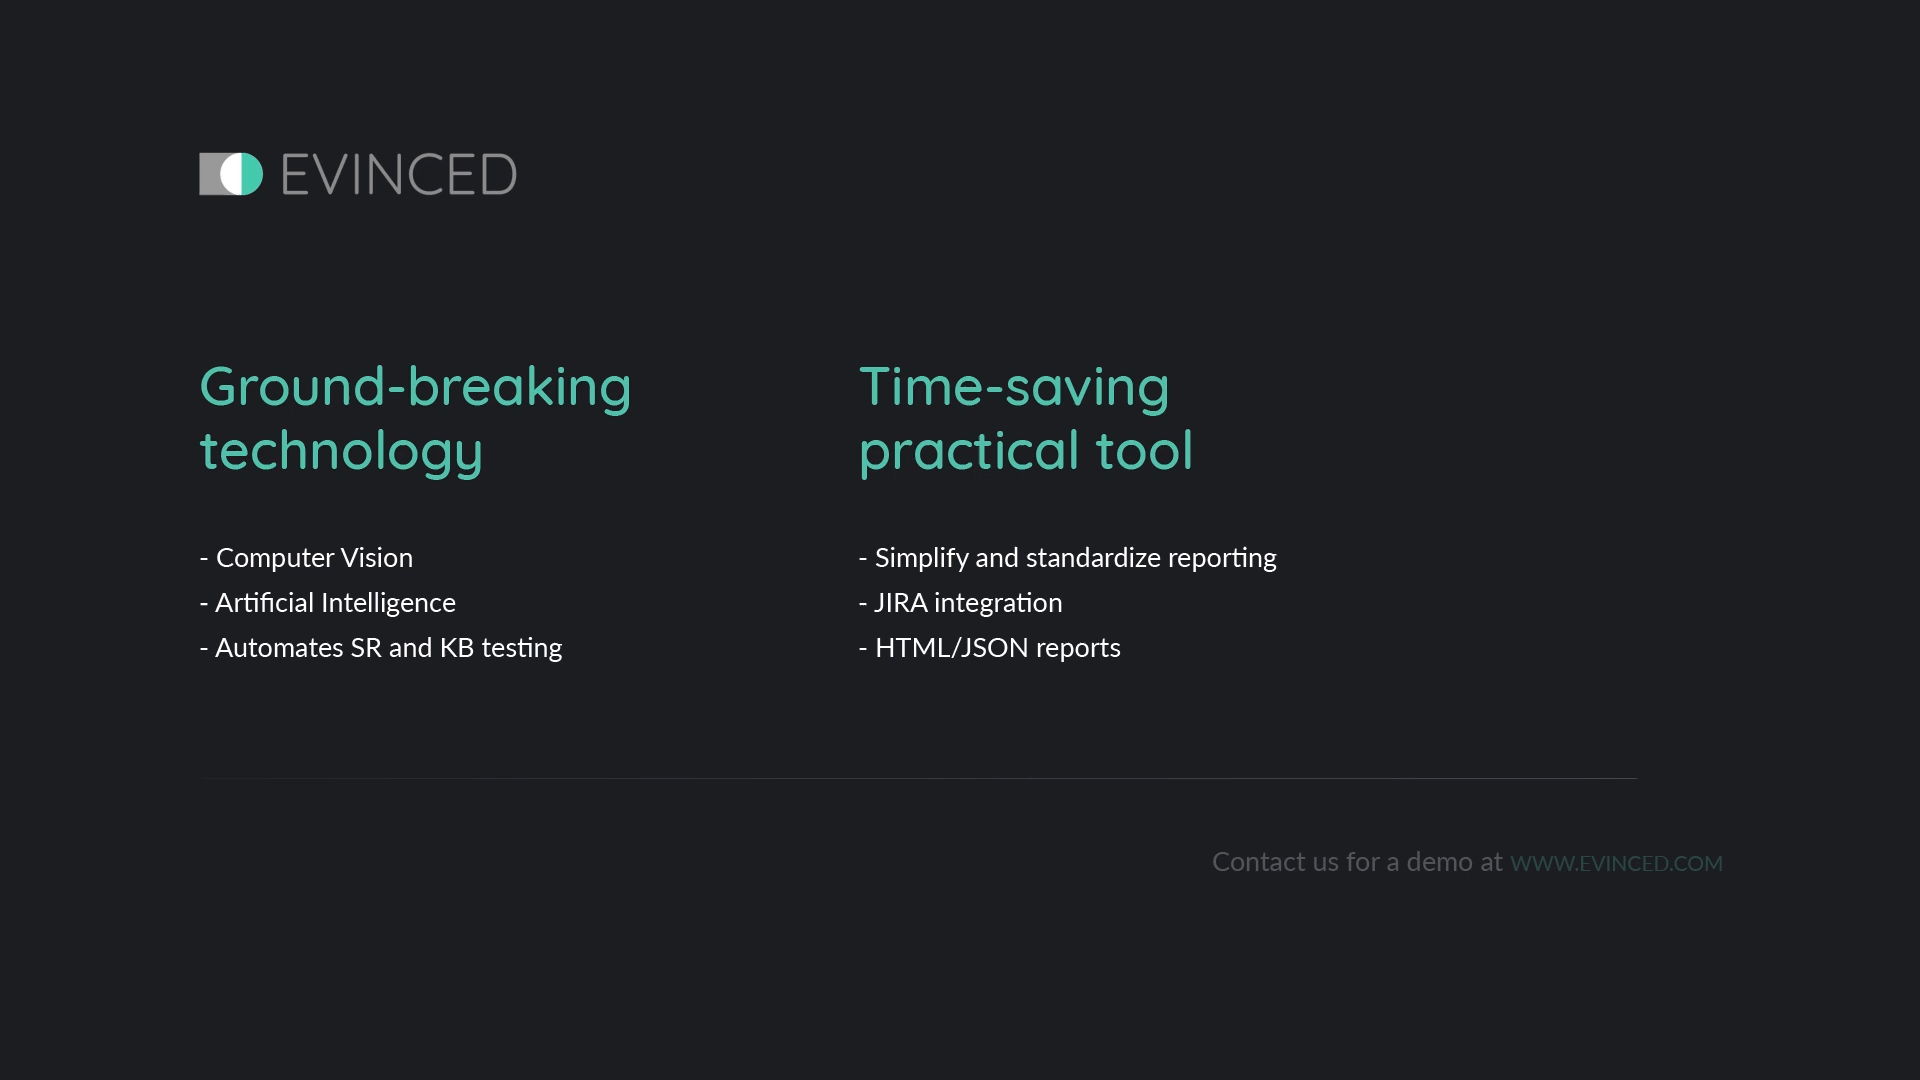 EVINCED
Ground-breaking
technology
- Computer Vision
- Artificial Intelligence
- Automates SR and KB testing
Time-saving
practical tool
- Simplify and standardize reporting
- JIRA integration
- HTML/JSON reports
Contact us for a demo at WWW.EVINCED.COM